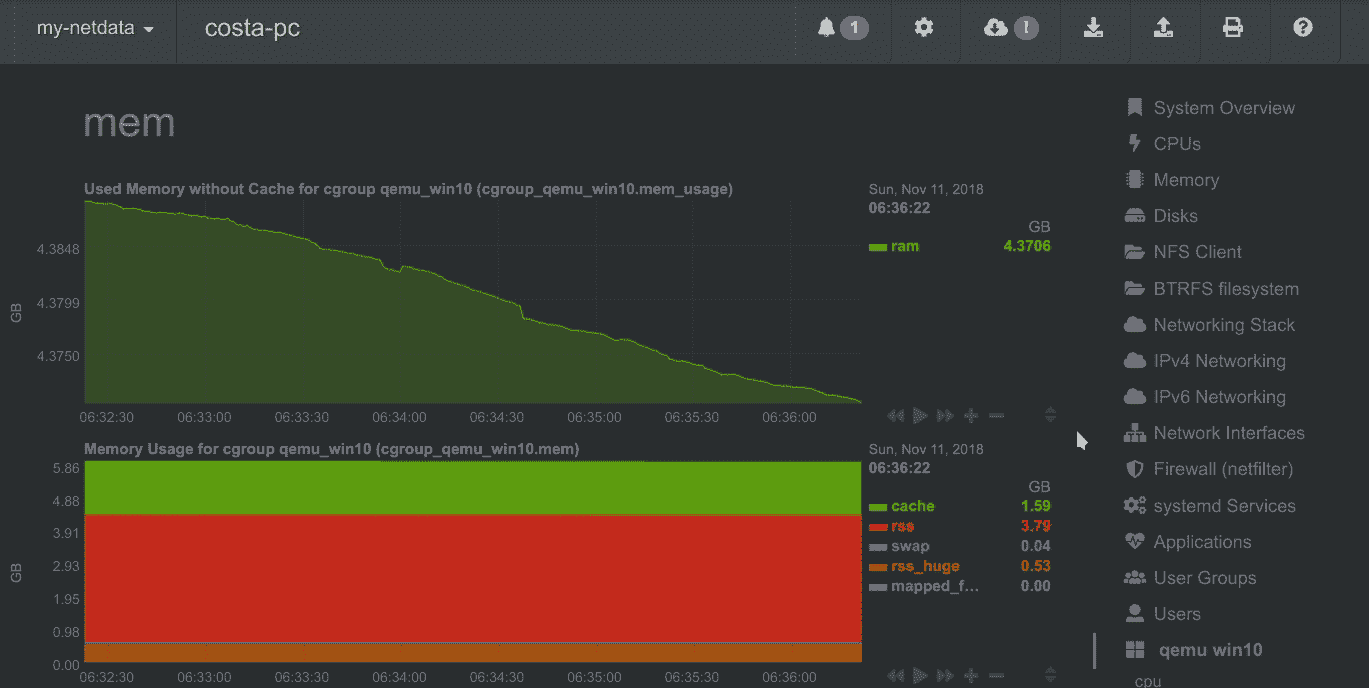 my-netdata
costa-pc
1
!
mem
Used Memory without Cache for cgroup qemu_win10 (cgroup_qemu_win10.mem_usage)
Sun, Nov 11, 2018
06:36:22
GB
ram 4.3706
GB
4.3848
4.3799
4.3750
06:32:30 06:33:00 06:33:30 06:34:00 06:34:30 06:35:00 06:35:30 06:36:00
Memory Usage for cgroup qemu_win10 (cgroup_qemu_win10.mem)
Sun, Nov 11, 2018
06:36:22
GB
cache 1.59
rss 3.79
swap 0.04
rss_huge 0.53
mapped_f... 0.00
GB
5.86
4.88
3.91
2.93
1.95
0.98
0.00
06:32:30 06:33:00 06:33:30 06:34:00 06:34:30 06:35:00 06:35:30 06:36:00
System Overview
CPUs
Memory
Disks
NFS Client
BTRFS filesystem
Networking Stack
IPv4 Networking
IPv6 Networking
Network Interfaces
Firewall (netfilter)
systemd Services
Applications
User Groups
Users
qemu win10
cpu